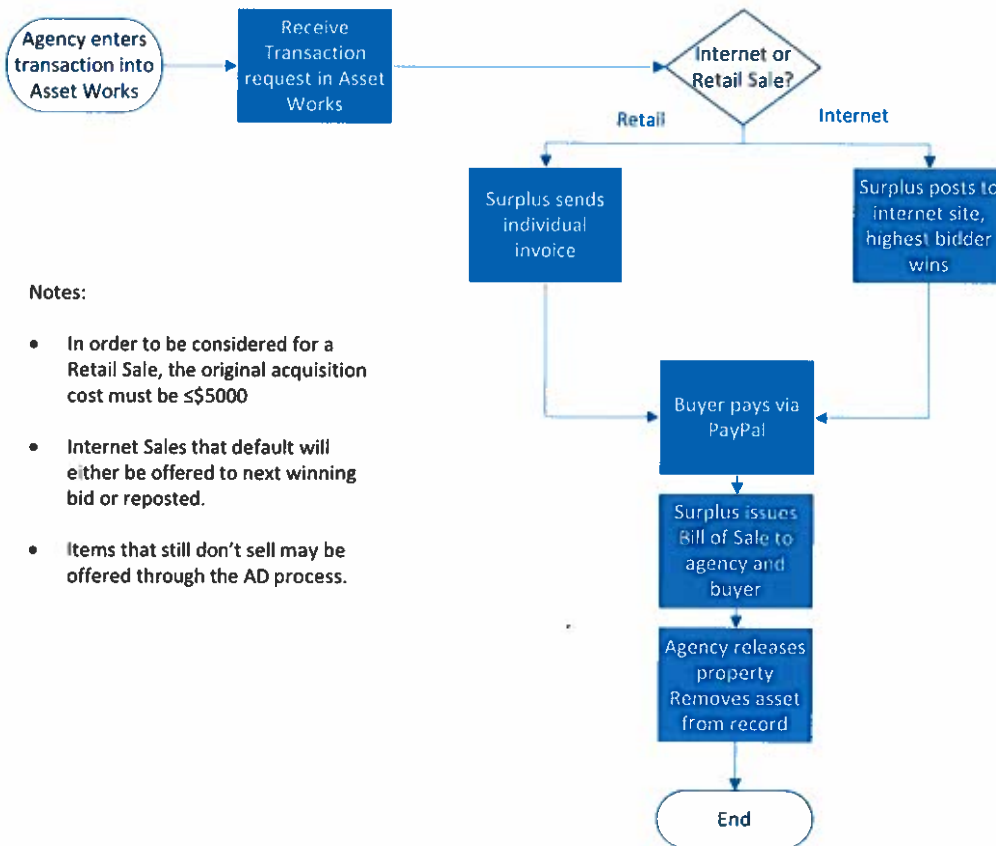 Agency enters
transaction into
Asset Works
Receive
Transaction
request in Asset
Works
Internet or
Retail Sale?
Retail
Internet
Surplus sends
individual
invoice
Surplus posts to
internet site,
highest bidder
wins
Notes:
• In order to be considered for a
Retail Sale, the original acquisition
cost must be ≤$5000
• Internet Sales that default will
either be offered to next winning
bid or reposted.
• Items that still don't sell may be
offered through the AD process.
Buyer pays via
PayPal
Surplus issues
Bill of Sale to
agency and
buyer
Agency releases
property
Removes asset
from record
End